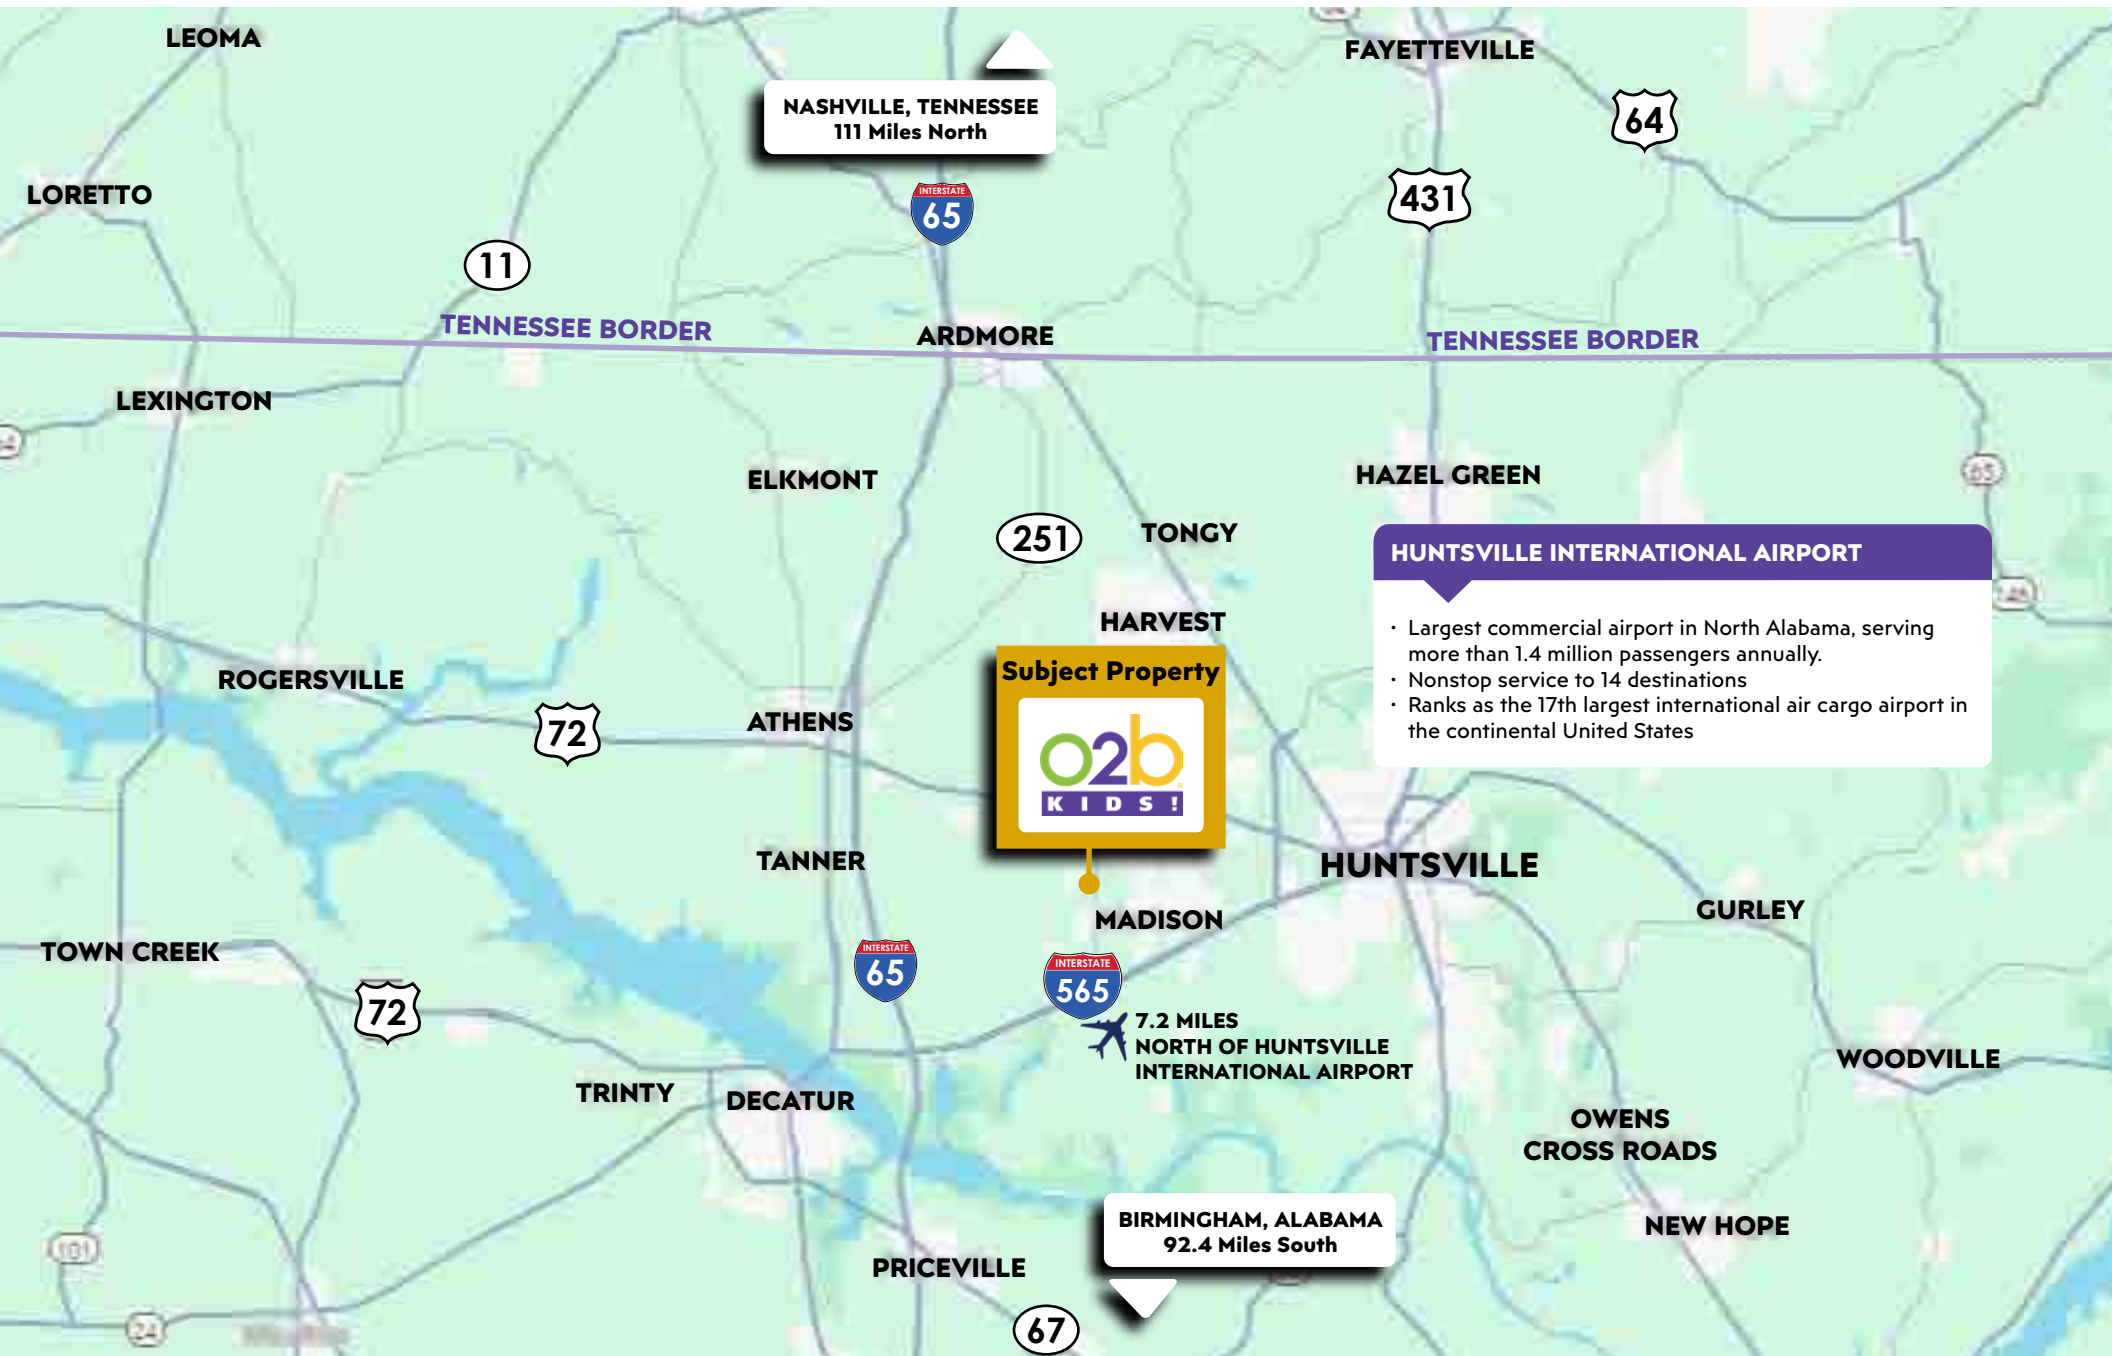 LEOMA
FAYETTEVILLE
NASHVILLE, TENNESSEE
111 Miles North
64
LORETTO
INTERSTATE
65
431
11
TENNESSEE BORDER
ARDMORE
TENNESSEE BORDER
LEXINGTON
ELKMONT
HAZEL GREEN
65
251
TONGY
HUNTSVILLE INTERNATIONAL AIRPORT
• Largest commercial airport in North Alabama, serving
more than 1.4 million passengers annually.
• Nonstop service to 14 destinations
• Ranks as the 17th largest international air cargo airport in
the continental United States
HARVEST
Subject Property
o2b
KIDS!
ROGERSVILLE
72
ATHENS
TANNER
HUNTSVILLE
MADISON
GURLEY
TOWN CREEK
INTERSTATE
65
INTERSTATE
565
72
7.2 MILES
NORTH OF HUNTSVILLE
INTERNATIONAL AIRPORT
WOODVILLE
TRINTY
DECATUR
OWENS
CROSS ROADS
BIRMINGHAM, ALABAMA
92.4 Miles South
NEW HOPE
101
PRICEVILLE
24
67